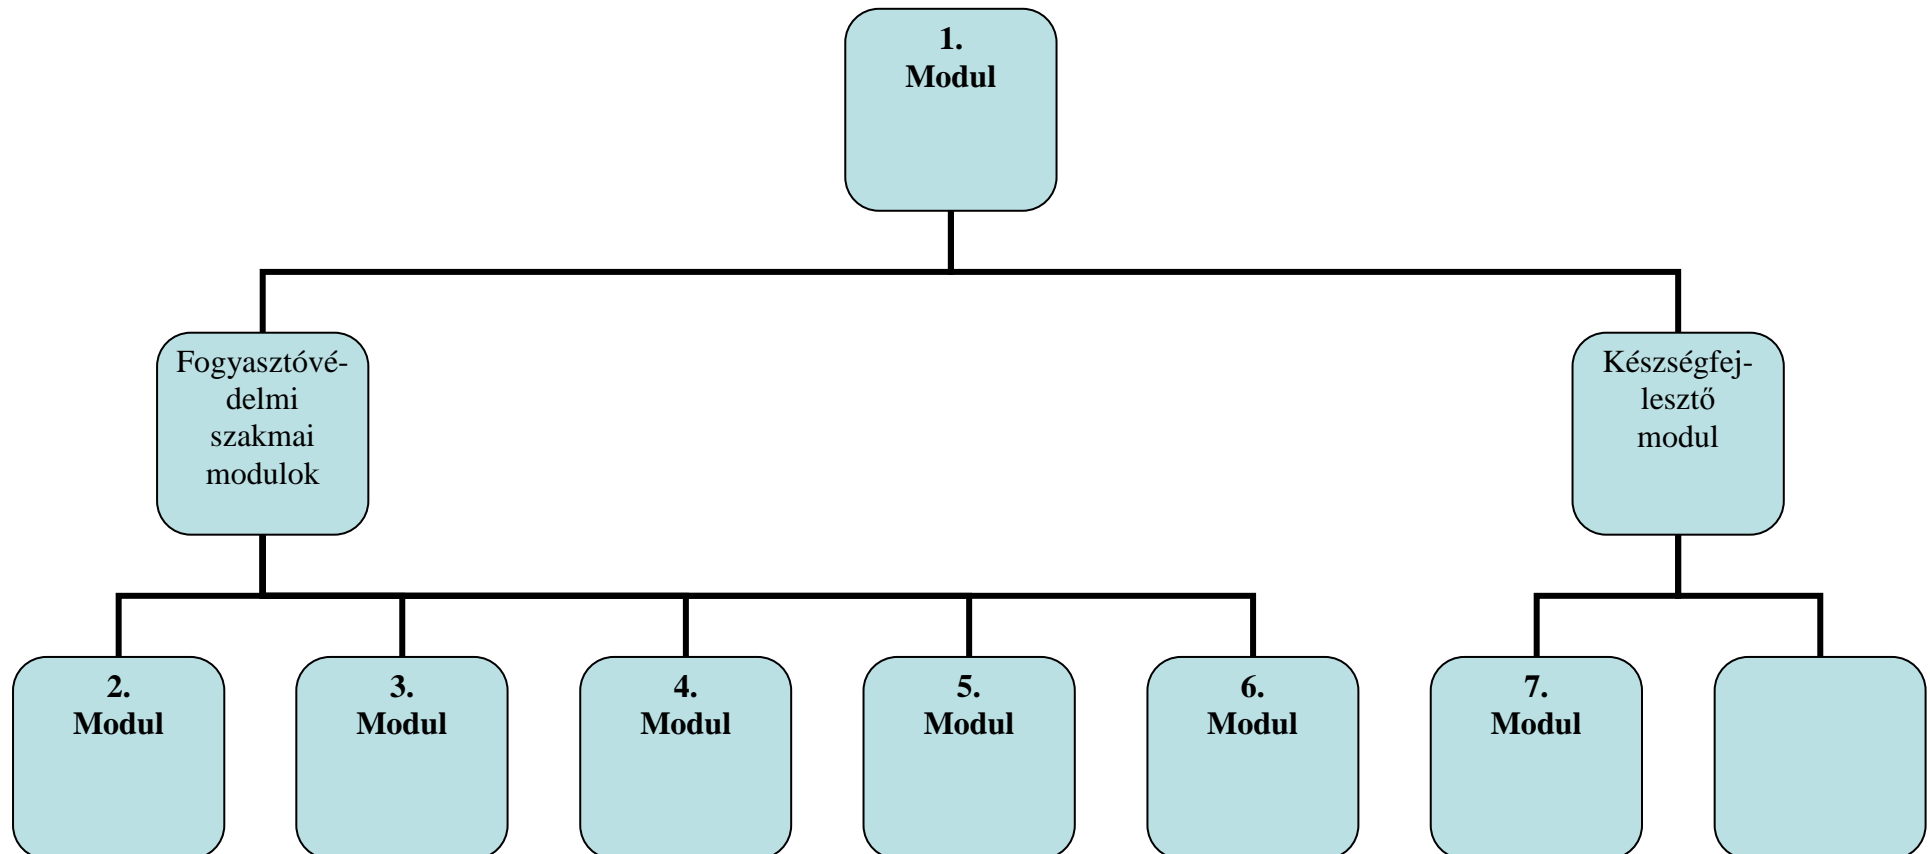 1.
Modul
Fogyasztóvé-
delmi
szakmai
modulok
Készségfej-
lesztő
modul
2.
Modul
3.
Modul
4.
Modul
5.
Modul
6.
Modul
7.
Modul